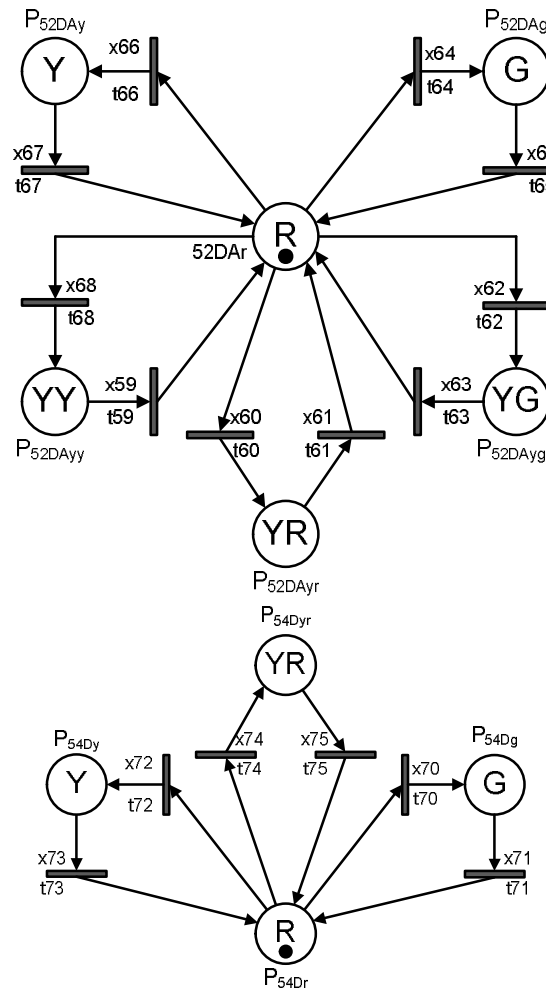 P52DAy
P52DAg
x66
x64
Y
G
t66
t64
x67
t67
R
52DAr
x68
t68
x62
t62
YY
x59
t59
x60
t60
x61
t61
x63
t63
YG
P52DAyy
P52DAyg
YR
P52DAyr
P54Dyr
YR
P54Dy
P54Dg
x74
t74
x75
t75
x72
t72
x70
t70
Y
G
x73
t73
x71
t71
R
P54Dr